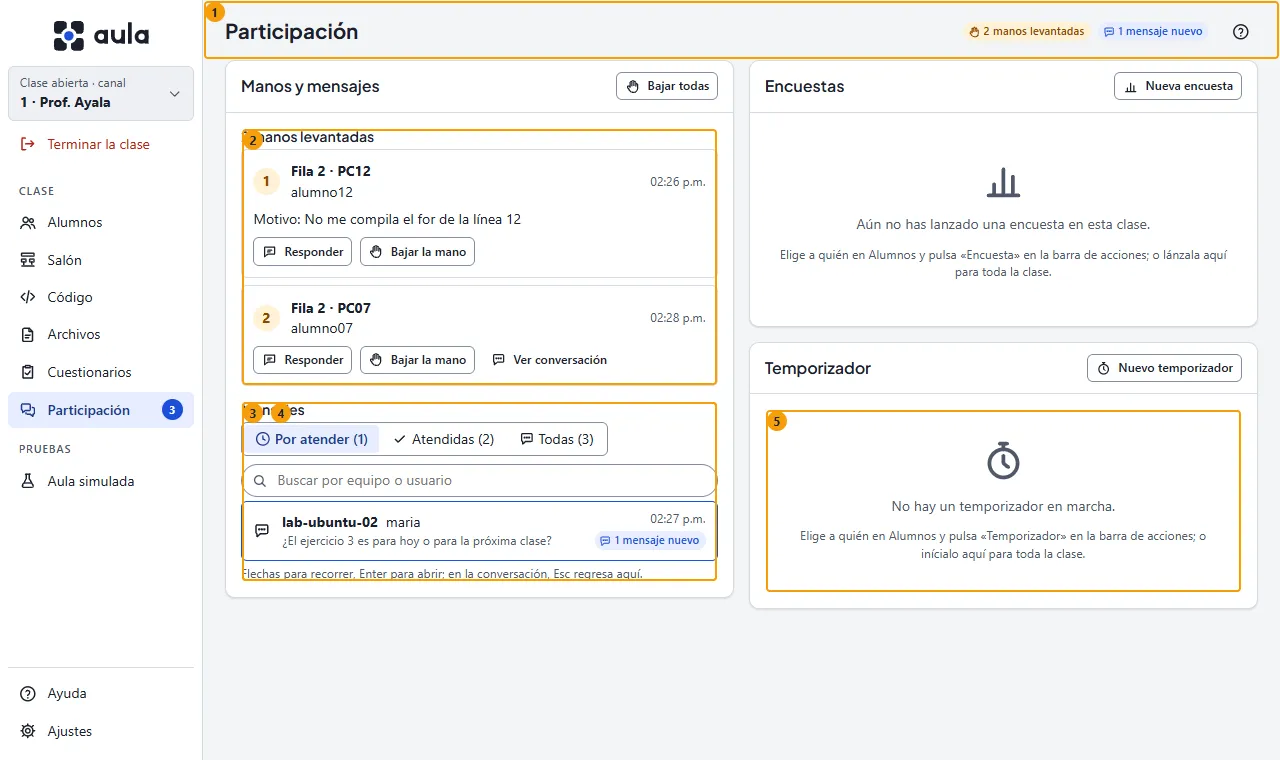 aula
Clase abierta · canal
1 · Prof. Ayala
Terminar la clase
CLASE
Alumnos
Salón
Código
Archivos
Cuestionarios
Participación 3
PRUEBAS
Aula simulada
Ayuda
Ajustes
1
Participación
2 manos levantadas
1 mensaje nuevo
Manos y mensajes
Bajar todas
2
manos levantadas
1
Fila 2 · PC12
alumno12
02:26 p.m.
Motivo: No me compila el for de la línea 12
Responder
Bajar la mano
2
Fila 2 · PC07
alumno07
02:28 p.m.
Responder
Bajar la mano
Ver conversación
3
4
Por atender (1)
Atendidas (2)
Todas (3)
Buscar por equipo o usuario
lab-ubuntu-02 maria
02:27 p.m.
¿El ejercicio 3 es para hoy o para la próxima clase?
1 mensaje nuevo
Flechas para recorrer, Enter para abrir; en la conversación, Esc regresa aquí.
Encuestas
Nueva encuesta
Aún no has lanzado una encuesta en esta clase.
Elige a quién en Alumnos y pulsa «Encuesta» en la barra de acciones; o lánzala aquí
para toda la clase.
Temporizador
Nuevo temporizador
5
No hay un temporizador en marcha.
Elige a quién en Alumnos y pulsa «Temporizador» en la barra de acciones; o
inícialo aquí para toda la clase.